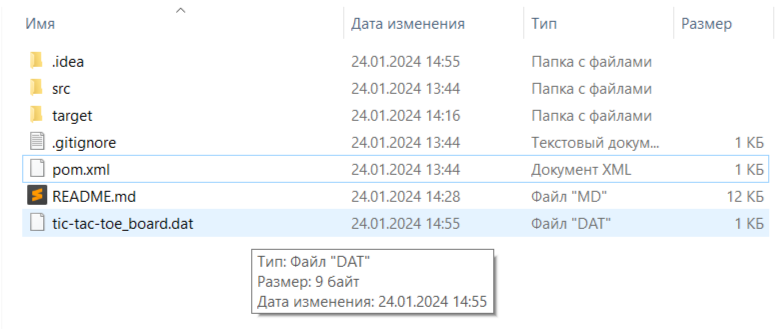 Имя Дата изменения Тип Размер
.idea 24.01.2024 14:55 Папка с файлами
src 24.01.2024 13:44 Папка с файлами
target 24.01.2024 14:16 Папка с файлами
.gitignore 24.01.2024 13:44 Текстовый докум... 1 КБ
pom.xml 24.01.2024 13:44 Документ XML 1 КБ
README.md 24.01.2024 14:28 Файл "MD" 12 КБ
tic-tac-toe_board.dat 24.01.2024 14:55 Файл "DAT" 1 КБ
Тип: Файл "DAT"
Размер: 9 байт
Дата изменения: 24.01.2024 14:55